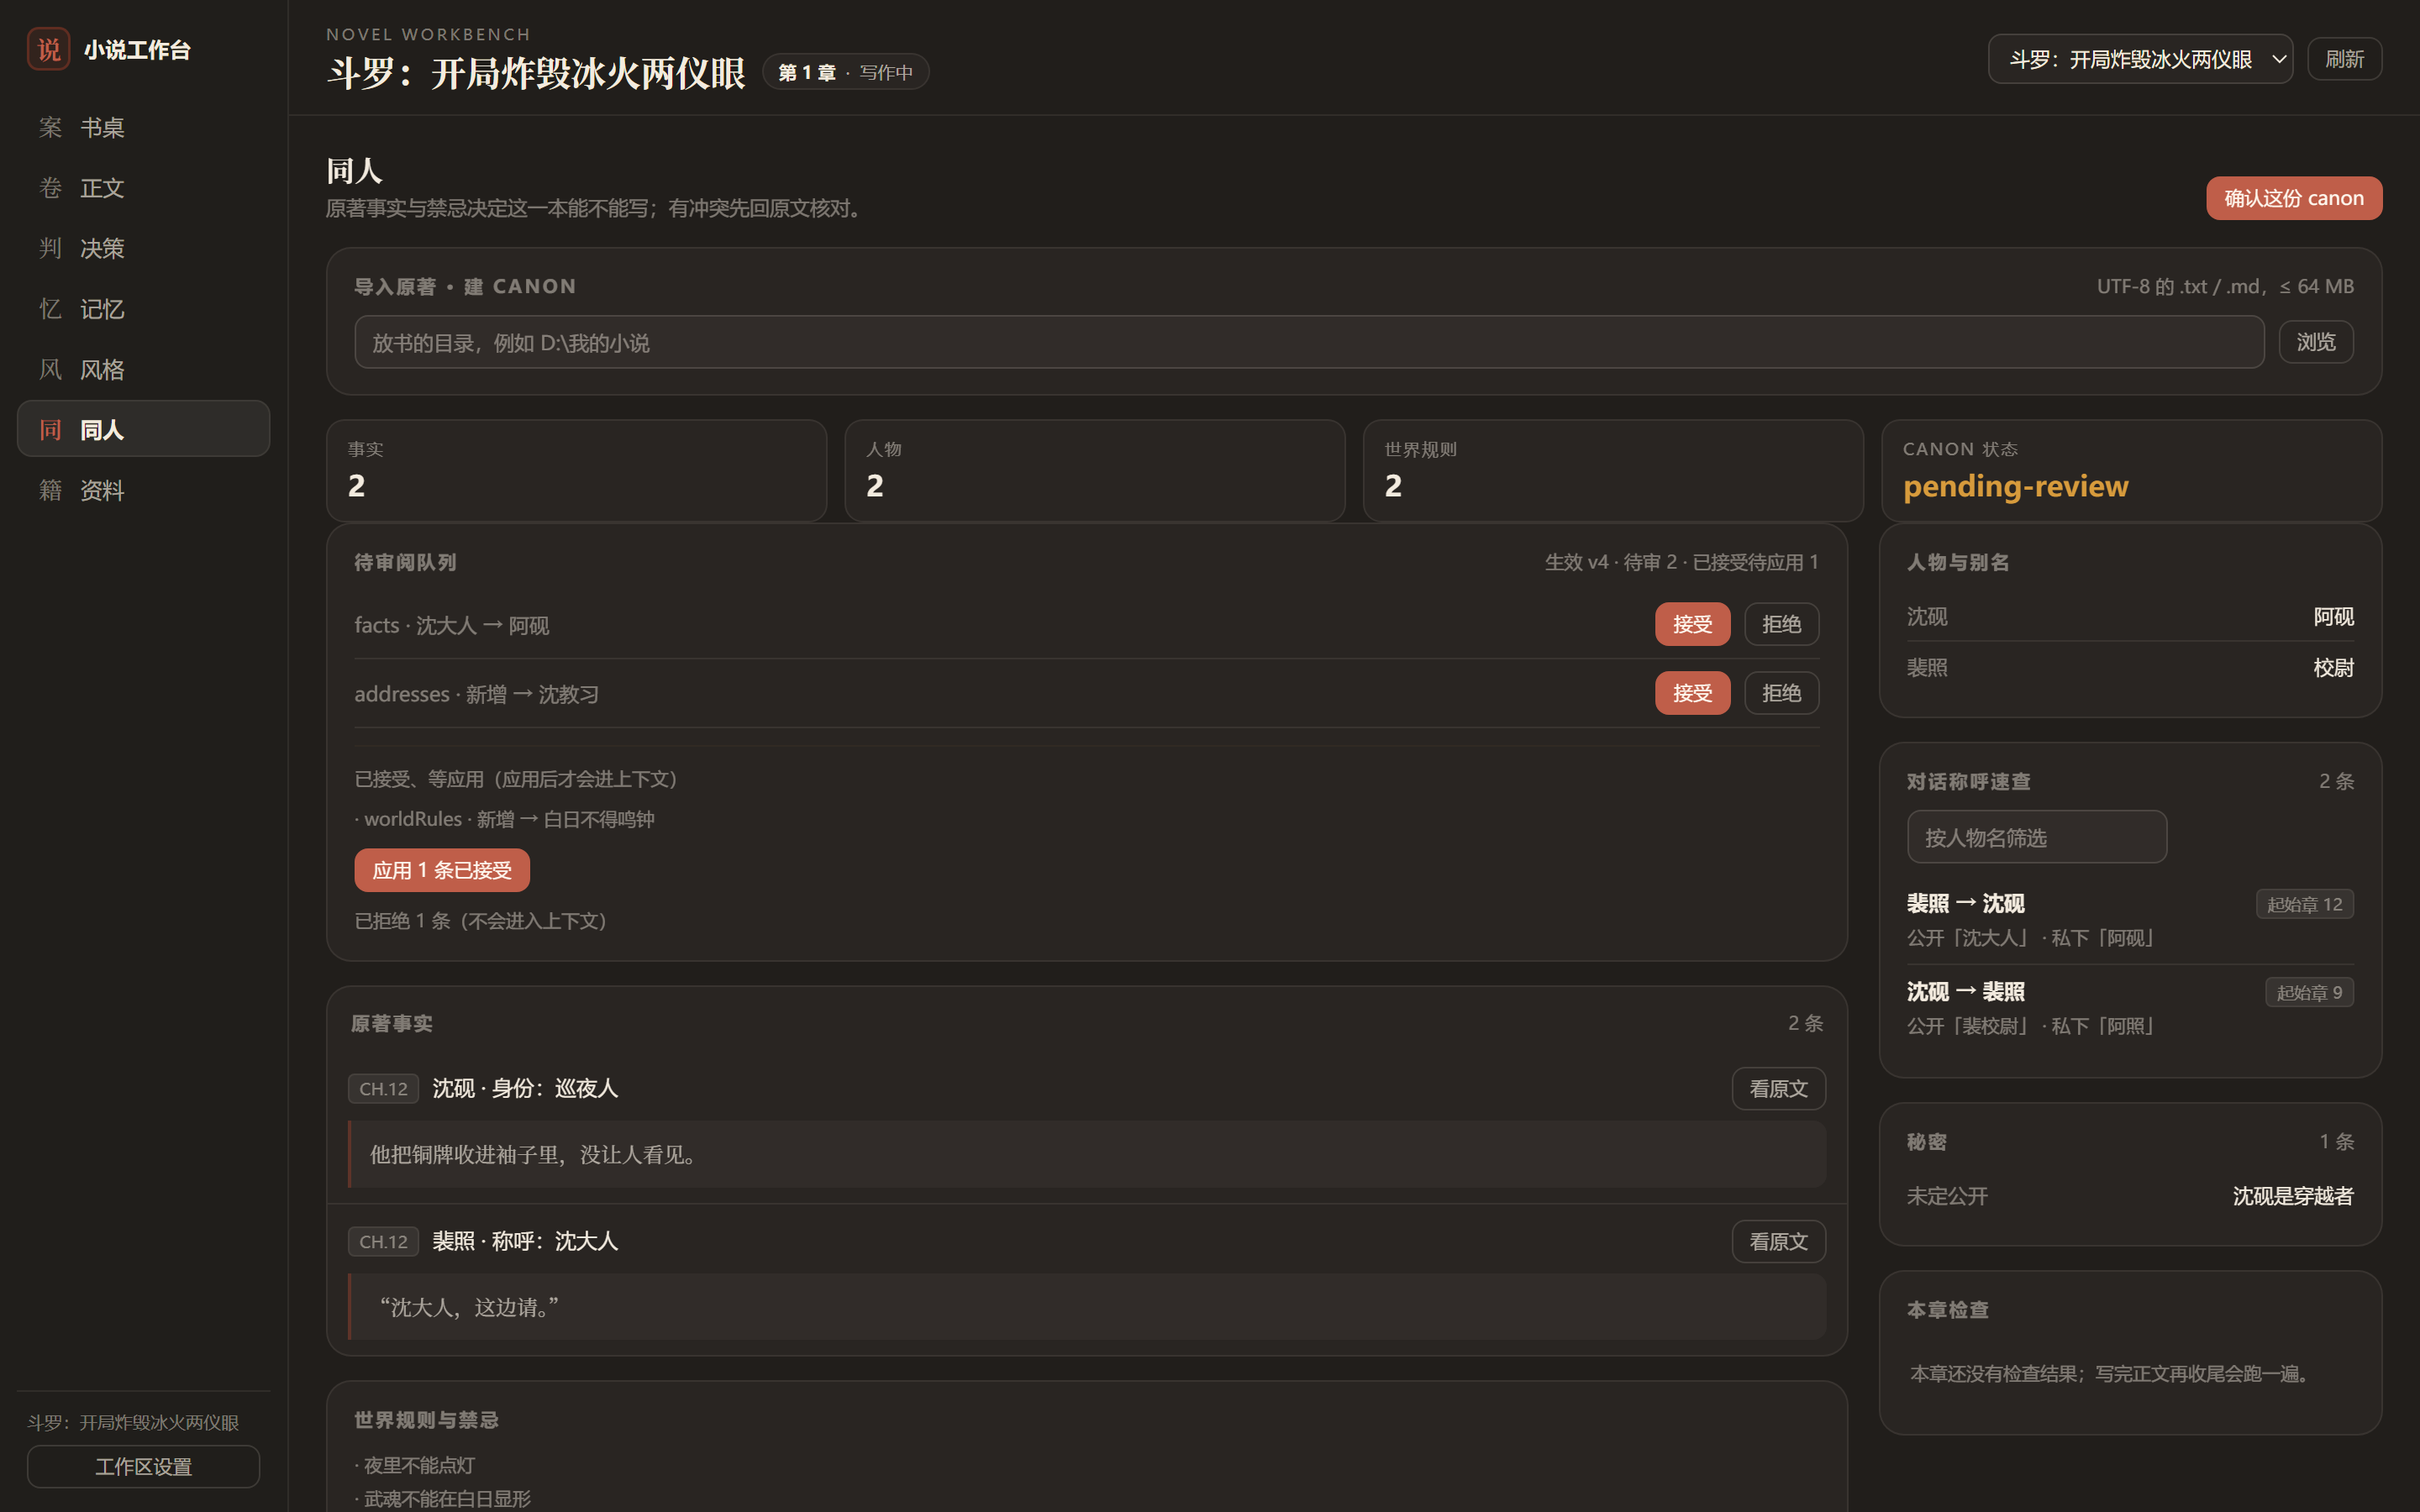 说 小说工作台
案 书桌
卷 正文
判 决策
忆 记忆
风 风格
同 同人
籍 资料
斗罗：开局炸毁冰火两仪眼
工作区设置
NOVEL WORKBENCH
斗罗：开局炸毁冰火两仪眼 第 1 章 · 写作中
斗罗：开局炸毁冰火两仪眼 刷新
同人
原著事实与禁忌决定这一本能不能写；有冲突先回原文核对。
确认这份 canon
导入原著 · 建 CANON UTF-8 的 .txt / .md，≤ 64 MB
放书的目录，例如 D:\我的小说 浏览
事实
2
人物
2
世界规则
2
CANON 状态
pending-review
待审阅队列 生效 v4 · 待审 2 · 已接受待应用 1
facts · 沈大人 → 阿砚 接受 拒绝
addresses · 新增 → 沈教习 接受 拒绝
已接受、等应用（应用后才会进上下文）
· worldRules · 新增 → 白日不得鸣钟
应用 1 条已接受
已拒绝 1 条（不会进入上下文）
原著事实 2 条
CH.12 沈砚 · 身份：巡夜人 看原文
他把铜牌收进袖子里，没让人看见。
CH.12 裴照 · 称呼：沈大人 看原文
“沈大人，这边请。”
世界规则与禁忌
· 夜里不能点灯
· 武魂不能在白日显形
人物与别名
沈砚 阿砚
裴照 校尉
对话称呼速查 2 条
按人物名筛选
裴照 → 沈砚 起始章 12
公开「沈大人」 · 私下「阿砚」
沈砚 → 裴照 起始章 9
公开「裴校尉」 · 私下「阿照」
秘密 1 条
未定公开 沈砚是穿越者
本章检查
本章还没有检查结果；写完正文再收尾会跑一遍。